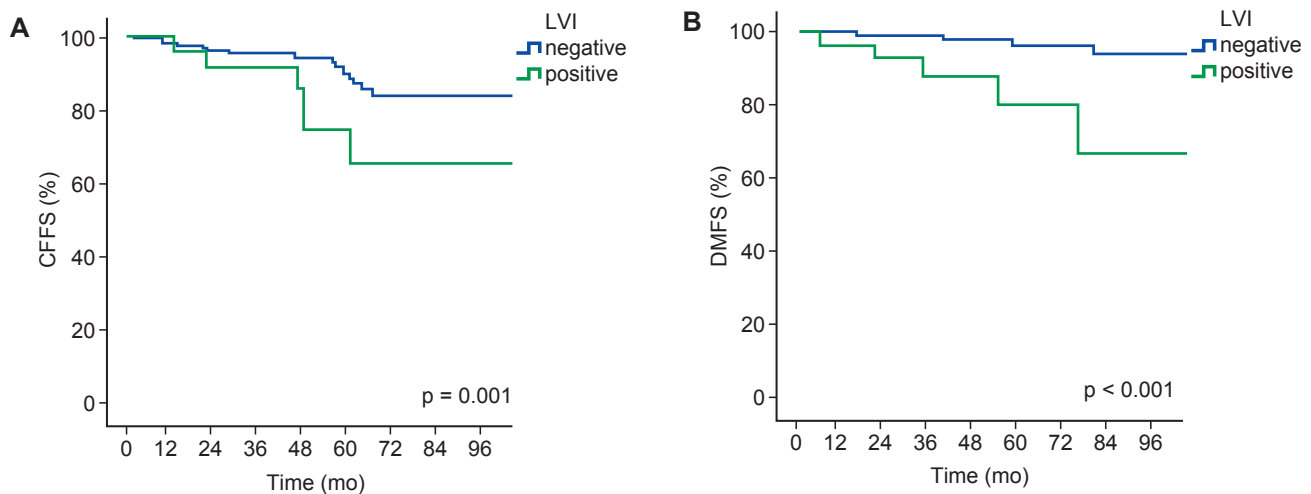 A
LVI
negative
positive
100
80
60
40
20
0
CFFS (%)
p = 0.001
0 12 24 36 48 60 72 84 96
Time (mo)
B
LVI
negative
positive
100
80
60
40
20
0
DMFS (%)
p < 0.001
0 12 24 36 48 60 72 84 96
Time (mo)